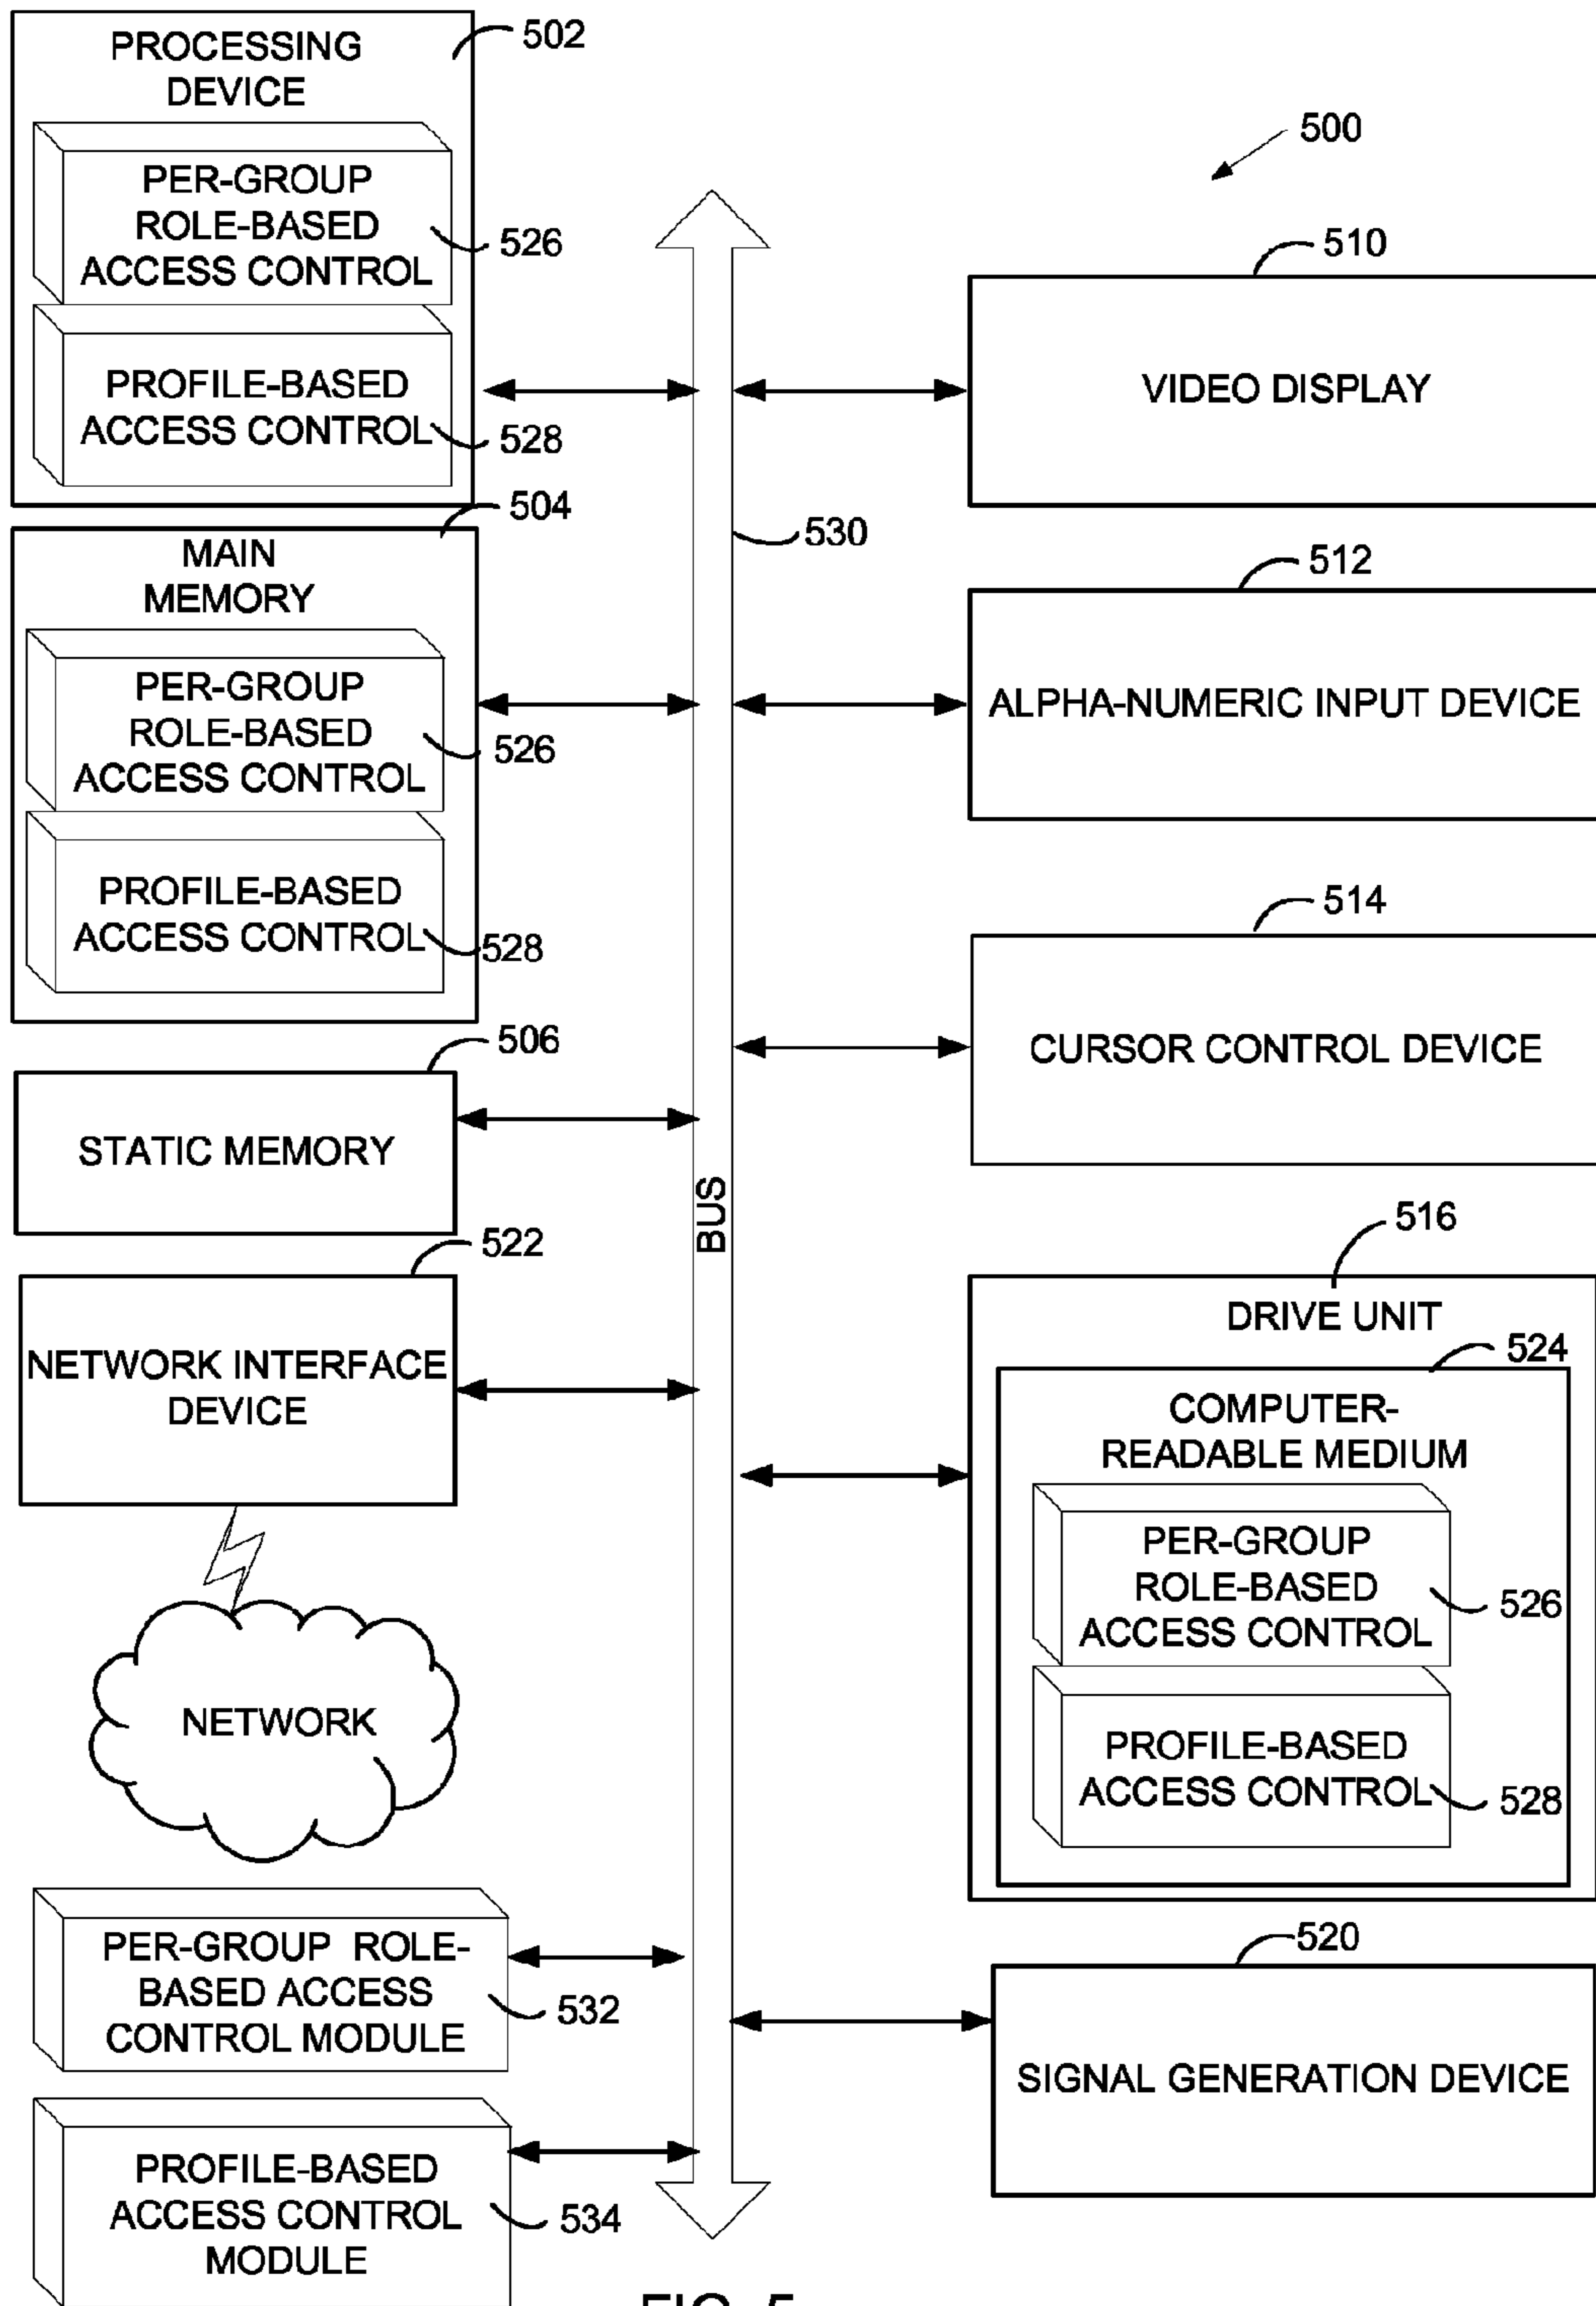 PROCESSING
DEVICE
502
PER-GROUP
ROLE-BASED
ACCESS CONTROL
526
PROFILE-BASED
ACCESS CONTROL
528
504
MAIN
MEMORY
PER-GROUP
ROLE-BASED
ACCESS CONTROL
526
PROFILE-BASED
ACCESS CONTROL
528
506
STATIC MEMORY
522
NETWORK INTERFACE
DEVICE
NETWORK
PER-GROUP ROLE-
BASED ACCESS
CONTROL MODULE
532
PROFILE-BASED
ACCESS CONTROL
MODULE
534
BUS
530
500
510
VIDEO DISPLAY
512
ALPHA-NUMERIC INPUT DEVICE
514
CURSOR CONTROL DEVICE
516
DRIVE UNIT
524
COMPUTER-
READABLE MEDIUM
PER-GROUP
ROLE-BASED
ACCESS CONTROL
526
PROFILE-BASED
ACCESS CONTROL
528
520
SIGNAL GENERATION DEVICE
FIG. 5